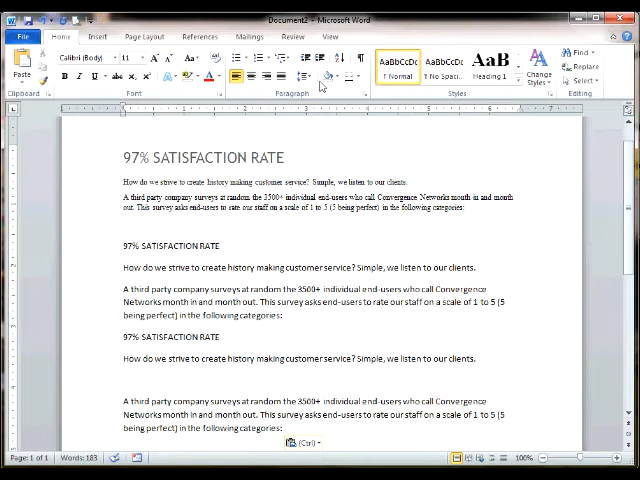 Document2 - Microsoft Word
File Home Insert Page Layout References Mailings Review View
Paste
Calibri (Body) 11
AaBbCcDc AaBbCcDc AaBbC
¶ Normal ¶ No Spaci... Heading 1
Change Styles
Find
Replace
Select
Clipboard Font Paragraph Styles Editing
97% SATISFACTION RATE
How do we strive to create history making customer service? Simple, we listen to our clients.
A third party company surveys at random the 3500+ individual end-users who call Convergence Networks month in and month
out. This survey asks end-users to rate our staff on a scale of 1 to 5 (5 being perfect) in the following categories:
97% SATISFACTION RATE
How do we strive to create history making customer service? Simple, we listen to our clients.
A third party company surveys at random the 3500+ individual end-users who call Convergence
Networks month in and month out. This survey asks end-users to rate our staff on a scale of 1 to 5 (5
being perfect) in the following categories:
97% SATISFACTION RATE
How do we strive to create history making customer service? Simple, we listen to our clients.
A third party company surveys at random the 3500+ individual end-users who call Convergence
Networks month in and month out. This survey asks end-users to rate our staff on a scale of 1 to 5 (5
being perfect) in the following categories:
(Ctrl)
Page: 1 of 1 Words: 183 100%